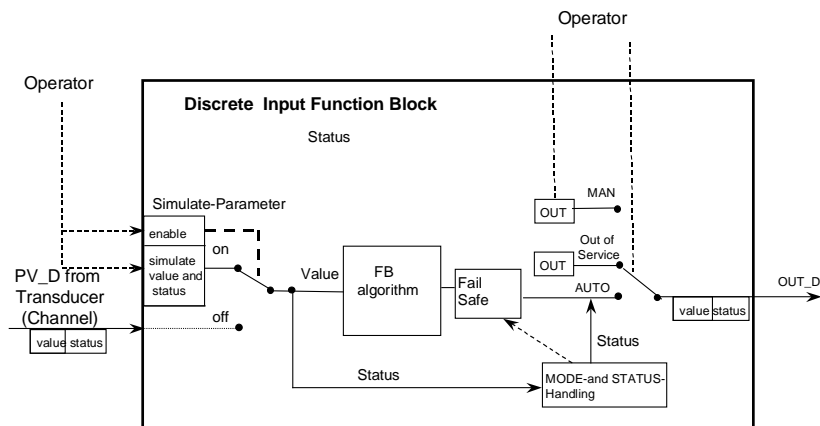 Operator
Operator
Discrete Input Function Block
Status
Simulate-Parameter
MAN
OUT
enable
on
Out of
Service
simulate
value and
status
Value
FB
algorithm
Fail
Safe
OUT
AUTO
OUT_D
PV_D from
Transducer
(Channel)
off
value status
value status
Status
Status
MODE-and STATUS-
Handling